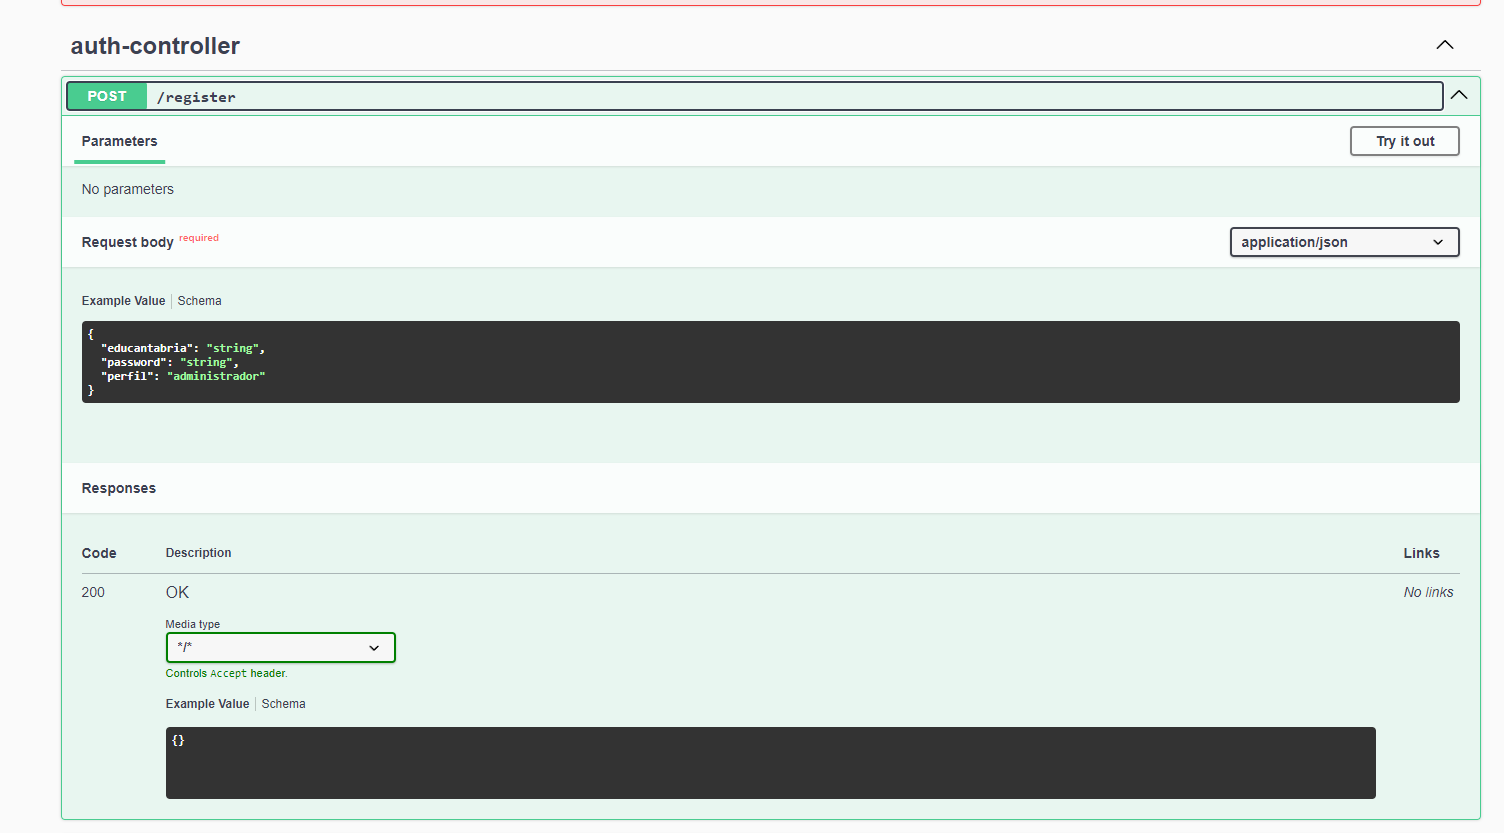 auth-controller
POST /register
Parameters
Try it out
No parameters
Request body required
application/json
Example Value Schema
{
  "educantabria": "string",
  "password": "string",
  "perfil": "administrador"
}
Responses
Code Description Links
200 OK No links
Media type
*/*
Controls Accept header.
Example Value Schema
{}